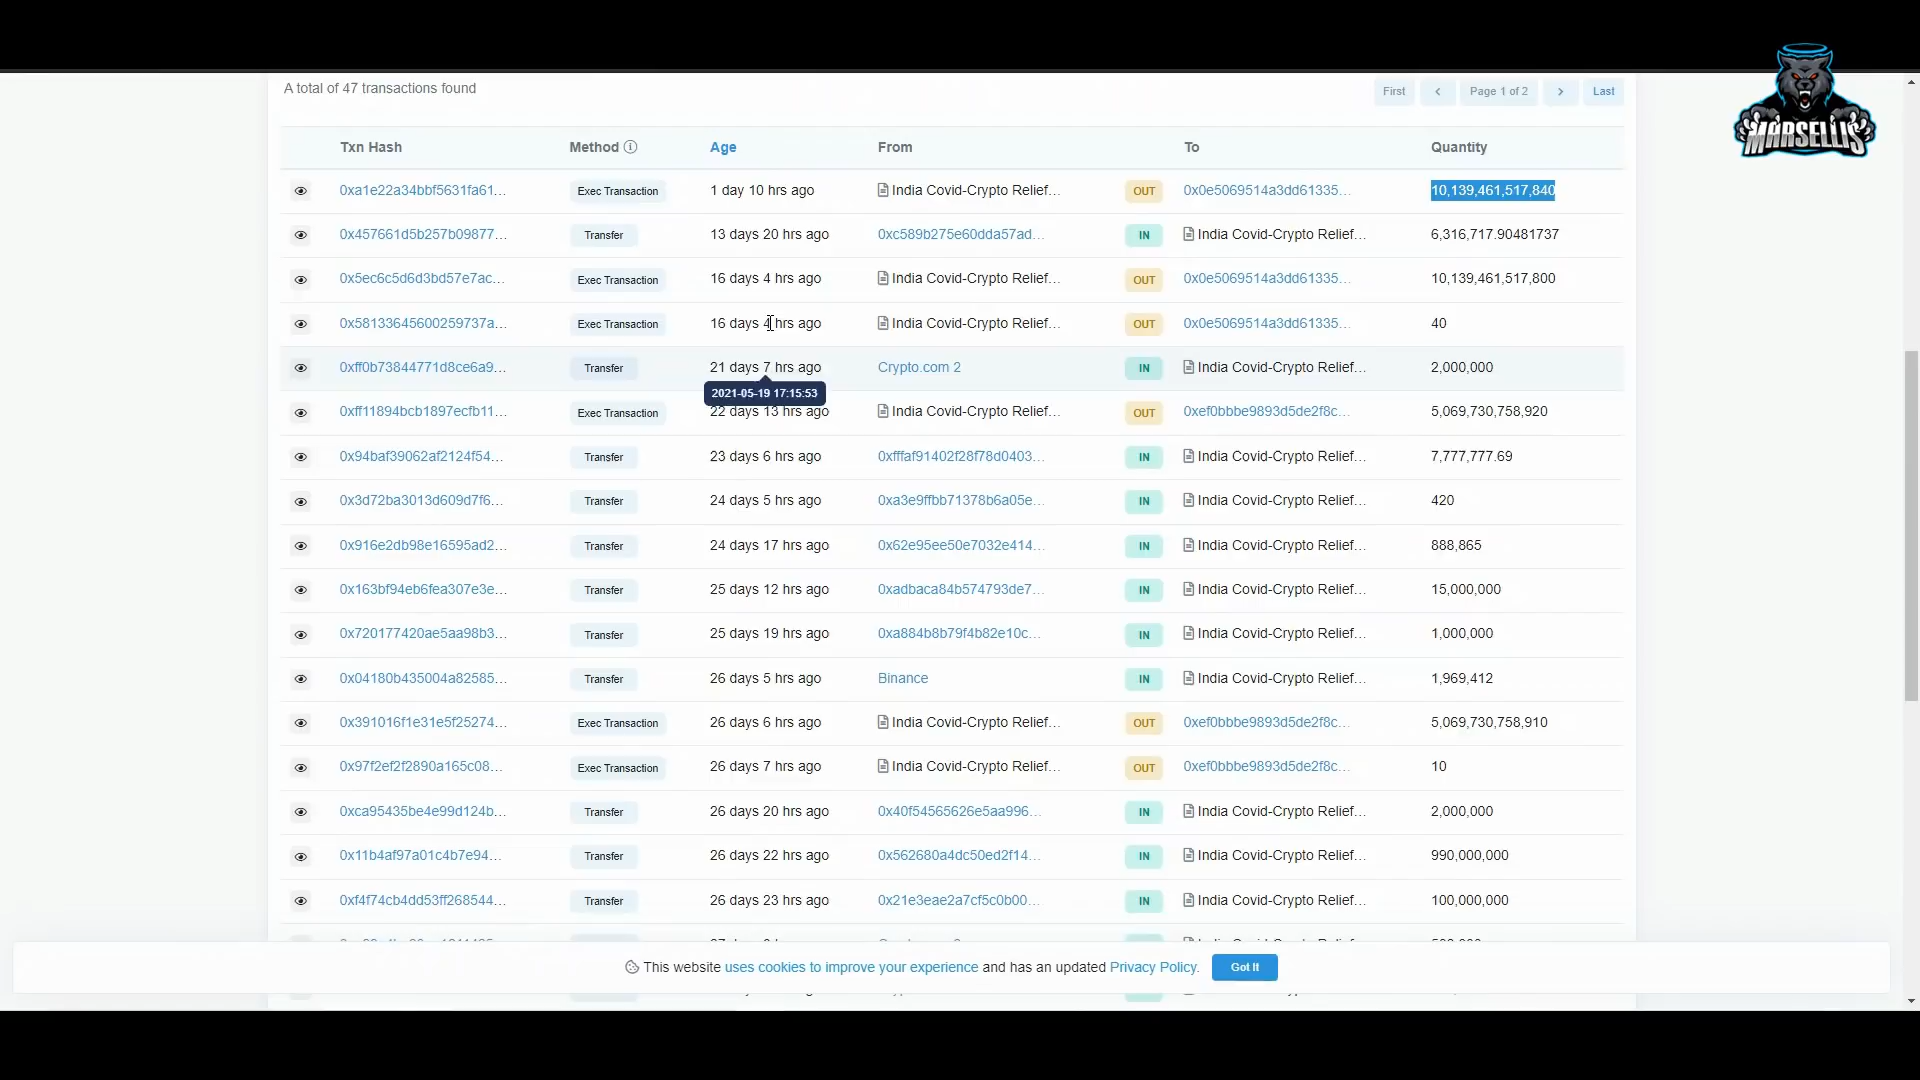 A total of 47 transactions found
First
Page 1 of 2
Last
MARSELLIS
Txn Hash Method Age From To Quantity
0xa1e22a34bbf5631fa61... Exec Transaction 1 day 10 hrs ago India Covid-Crypto Relief... OUT 0x0e5069514a3dd61335... 10,139,461,517,840
0x457661d5b257b09877... Transfer 13 days 20 hrs ago 0xc589b275e60dda57ad... IN India Covid-Crypto Relief... 6,316,717.90481737
0x5ec6c5d6d3bd57e7ac... Exec Transaction 16 days 4 hrs ago India Covid-Crypto Relief... OUT 0x0e5069514a3dd61335... 10,139,461,517,800
0x58133645600259737a... Exec Transaction 16 days 4 hrs ago India Covid-Crypto Relief... OUT 0x0e5069514a3dd61335... 40
0xff0b73844771d8ce6a9... Transfer 21 days 7 hrs ago Crypto.com 2 IN India Covid-Crypto Relief... 2,000,000
2021-05-19 17:15:53
0xff11894bcb1897ecfb11... Exec Transaction 22 days 13 hrs ago India Covid-Crypto Relief... OUT 0xef0bbbe9893d5de2f8c... 5,069,730,758,920
0x94baf39062af2124f54... Transfer 23 days 6 hrs ago 0xfffaf91402f28f78d0403... IN India Covid-Crypto Relief... 7,777,777.69
0x3d72ba3013d609d7f6... Transfer 24 days 5 hrs ago 0xa3e9ffbb71378b6a05e... IN India Covid-Crypto Relief... 420
0x916e2db98e16595ad2... Transfer 24 days 17 hrs ago 0x62e95ee50e7032e414... IN India Covid-Crypto Relief... 888,865
0x163bf94eb6fea307e3e... Transfer 25 days 12 hrs ago 0xadbaca84b574793de7... IN India Covid-Crypto Relief... 15,000,000
0x720177420ae5aa98b3... Transfer 25 days 19 hrs ago 0xa884b8b79f4b82e10c... IN India Covid-Crypto Relief... 1,000,000
0x04180b435004a82585... Transfer 26 days 5 hrs ago Binance IN India Covid-Crypto Relief... 1,969,412
0x391016f1e31e5f25274... Exec Transaction 26 days 6 hrs ago India Covid-Crypto Relief... OUT 0xef0bbbe9893d5de2f8c... 5,069,730,758,910
0x97f2ef2f2890a165c08... Exec Transaction 26 days 7 hrs ago India Covid-Crypto Relief... OUT 0xef0bbbe9893d5de2f8c... 10
0xca95435be4e99d124b... Transfer 26 days 20 hrs ago 0x40f54565626e5aa996... IN India Covid-Crypto Relief... 2,000,000
0x11b4af97a01c4b7e94... Transfer 26 days 22 hrs ago 0x562680a4dc50ed2f14... IN India Covid-Crypto Relief... 990,000,000
0xf4f74cb4dd53ff268544... Transfer 26 days 23 hrs ago 0x21e3eae2a7cf5c0b00... IN India Covid-Crypto Relief... 100,000,000
This website uses cookies to improve your experience and has an updated Privacy Policy. Got It